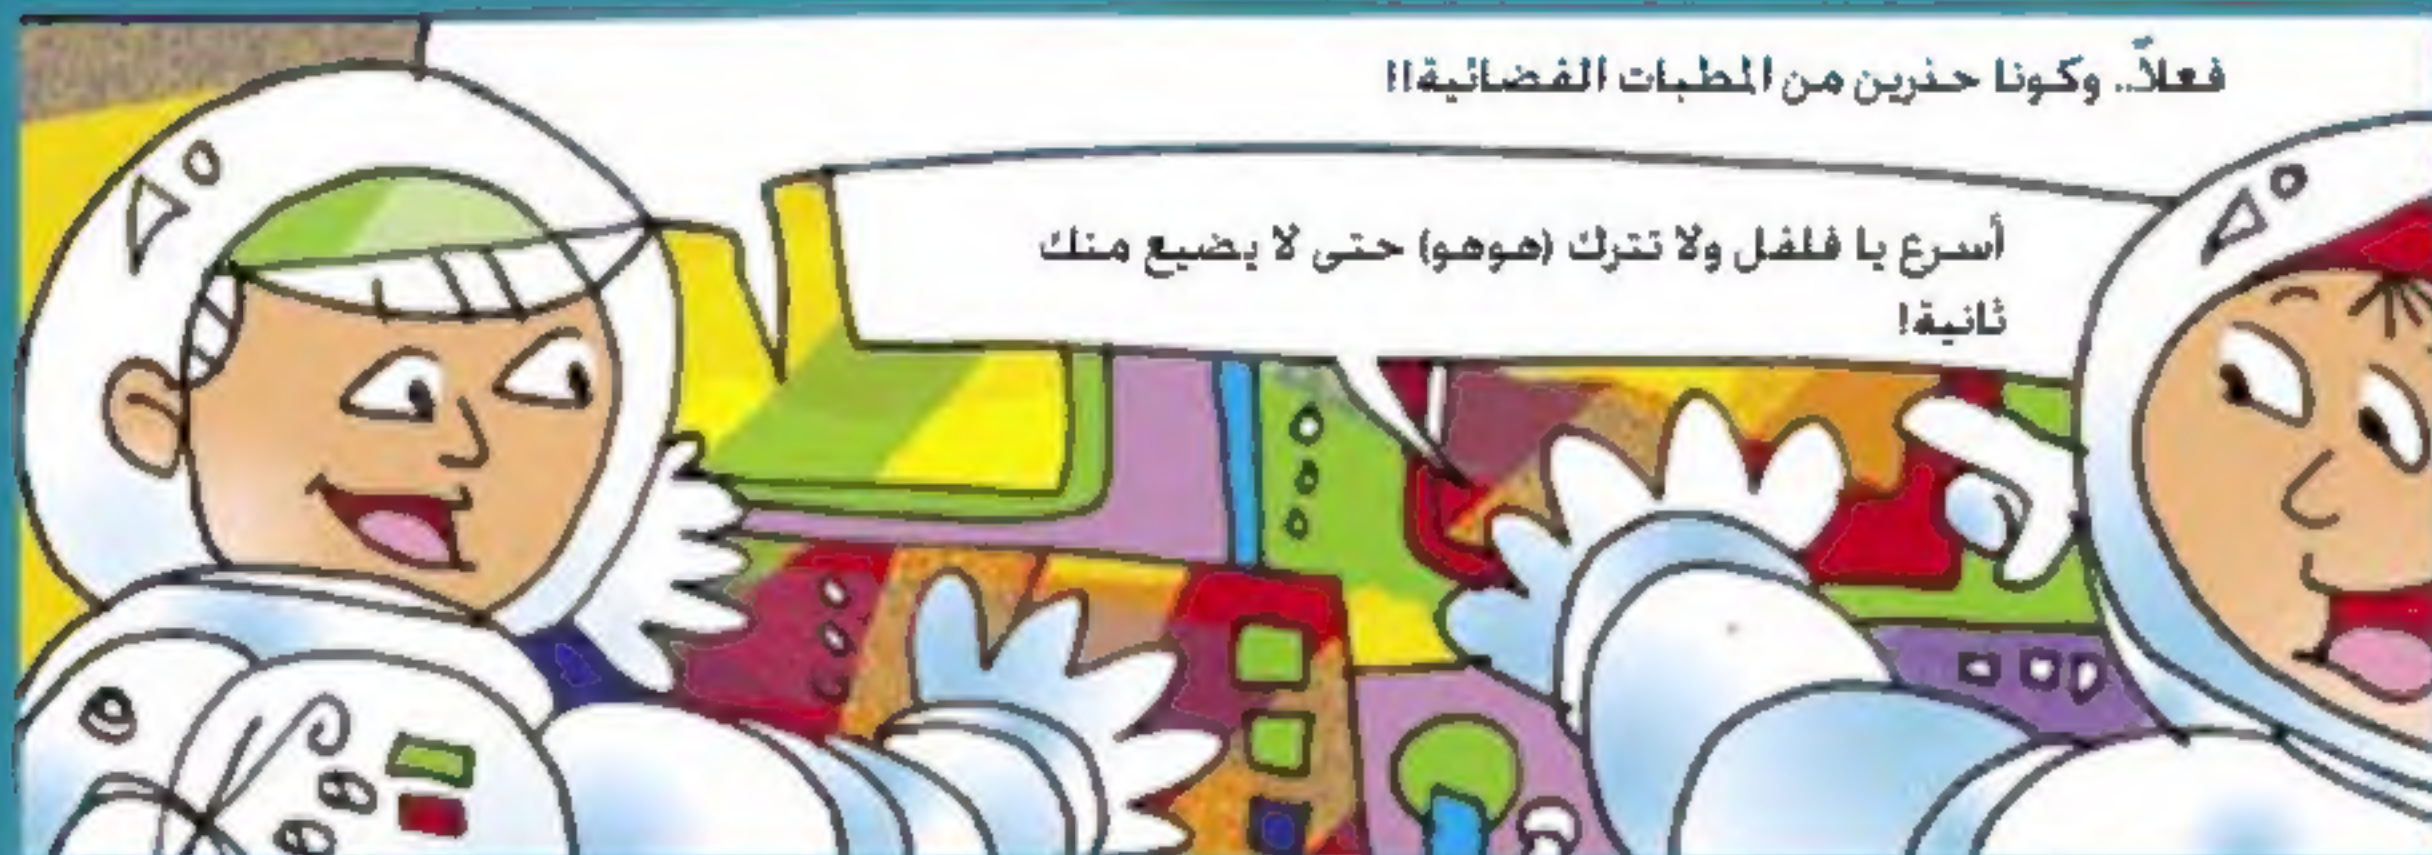 فعلاً.. وكونا حذرين من المطبات الفضائية!!
أسرع يا فلفل ولا تترك (هوهو) حتى لا يضيع منك
ثانية!